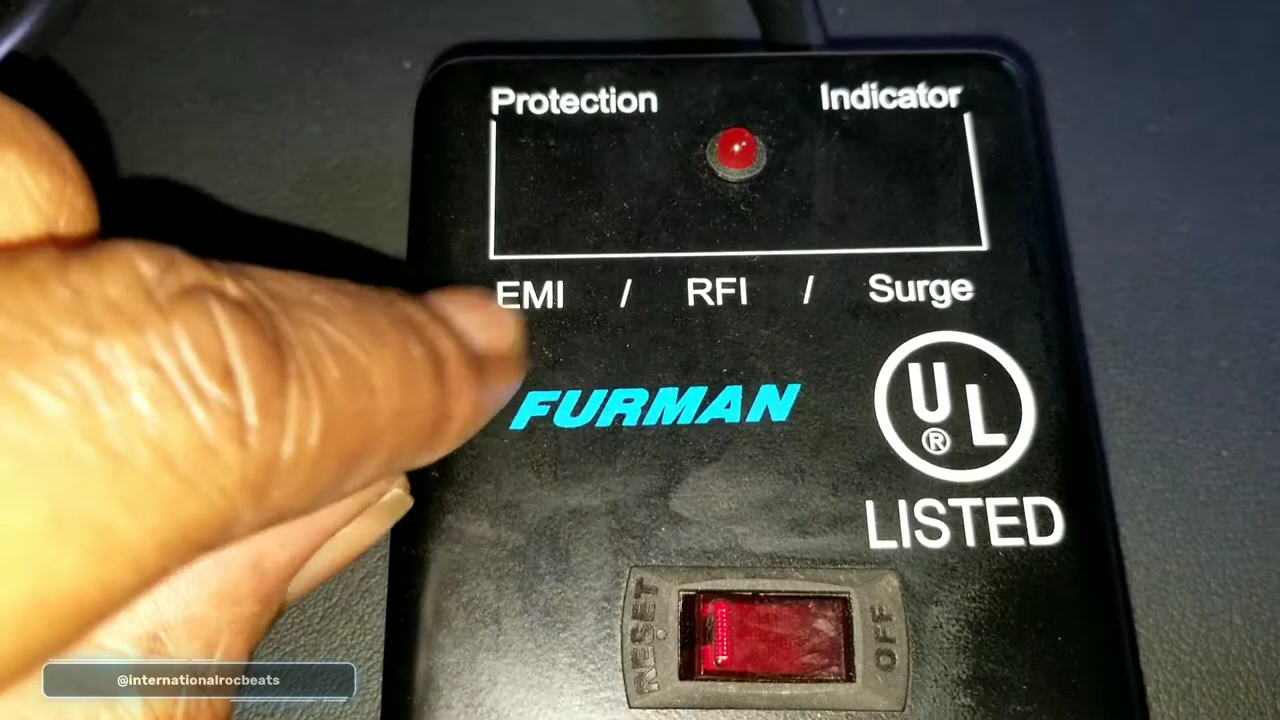 Protection Indicator
EMI / RFI / Surge
FURMAN
UL
®
LISTED
RESET
OFF
@internationalrocbeats